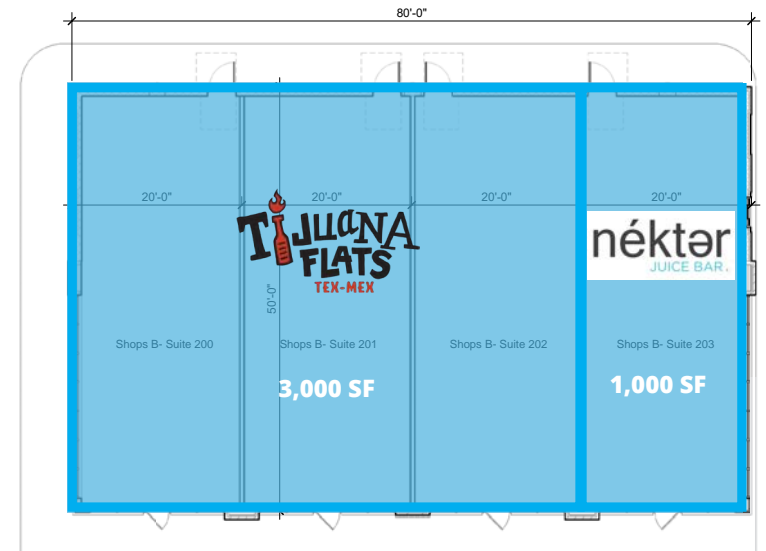 80'-0"
20'-0"
20'-0"
20'-0"
20'-0"
TIJUANA
FLATS
TEX-MEX
néktər
JUICE BAR.
50'-0"
Shops B- Suite 200
Shops B- Suite 201
Shops B- Suite 202
Shops B- Suite 203
3,000 SF
1,000 SF